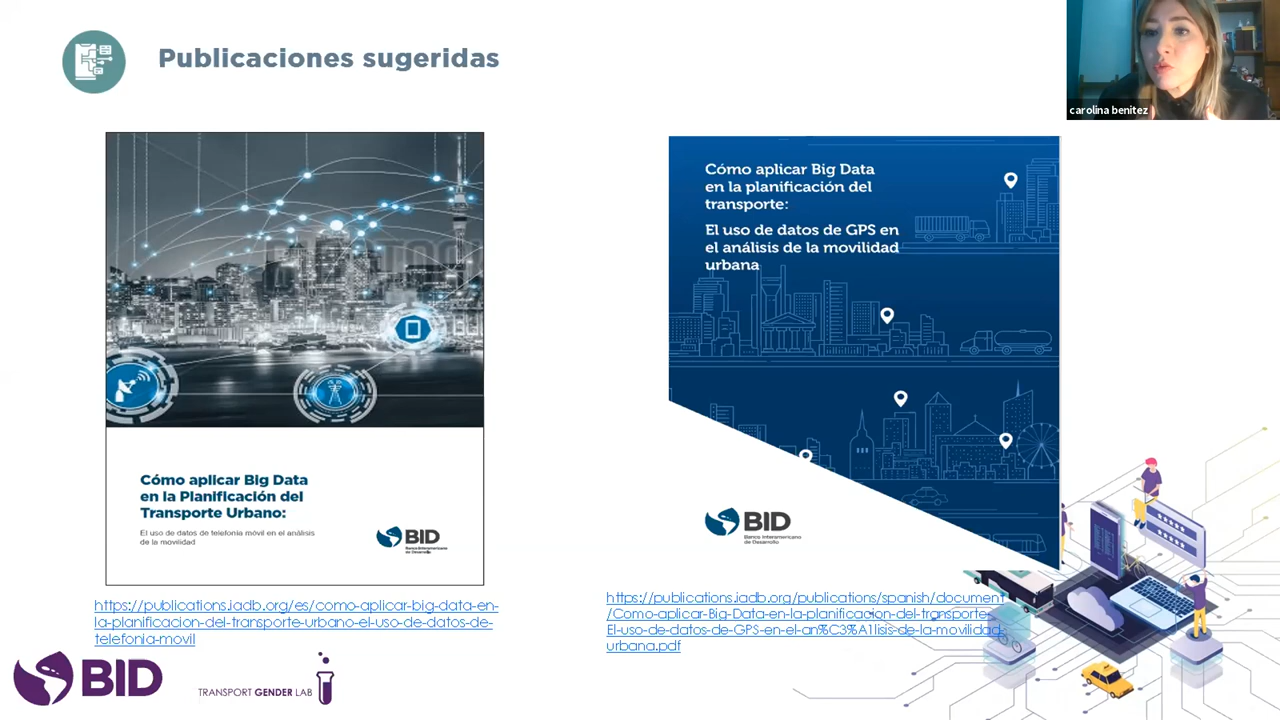 Publicaciones sugeridas
carolina benitez
Cómo aplicar Big Data
en la Planificación del
Transporte Urbano:
El uso de datos de telefonía móvil en el análisis
de la movilidad
BID
Banco Interamericano
de Desarrollo
https://publications.iadb.org/es/como-aplicar-big-data-en-
la-planificacion-del-transporte-urbano-el-uso-de-datos-de-
telefonia-movil
Cómo aplicar Big Data
en la planificación del
transporte:
El uso de datos de GPS en
el análisis de la movilidad
urbana
BID
Banco Interamericano
de Desarrollo
https://publications.iadb.org/publications/spanish/document
/Como-aplicar-Big-Data-en-la-planificacion-del-transporte-
El-uso-de-datos-de-GPS-en-el-an%C3%A1lisis-de-la-movilidad-
urbana.pdf
BID
TRANSPORT GENDER LAB